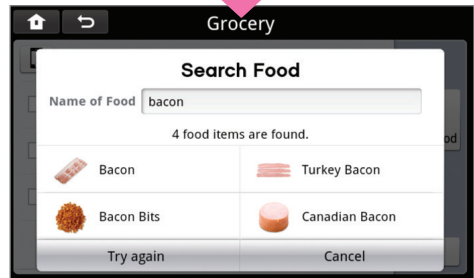 Grocery
Search Food
Name of Food bacon
4 food items are found.
Bacon
Turkey Bacon
Bacon Bits
Canadian Bacon
Try again
Cancel